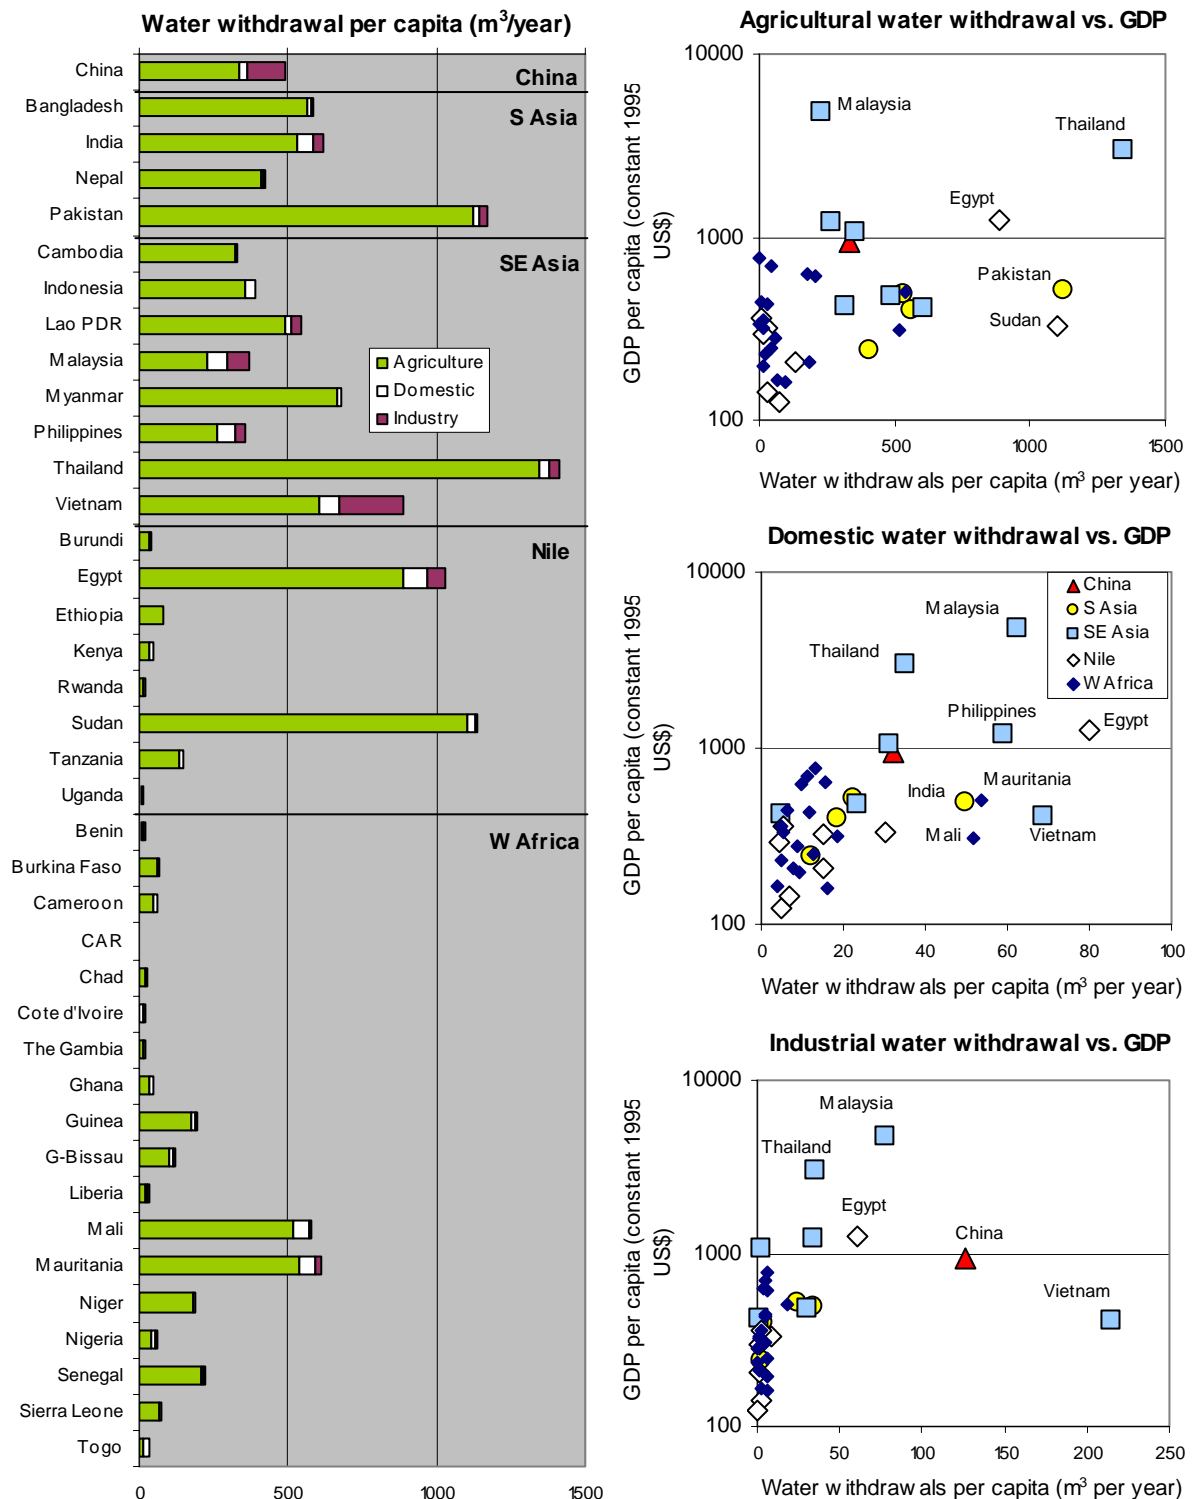 Water withdrawal per capita (m³/year)
China
Bangladesh
India
Nepal
Pakistan
Cambodia
Indonesia
Lao PDR
Malaysia
Myanmar
Philippines
Thailand
Vietnam
Burundi
Egypt
Ethiopia
Kenya
Rwanda
Sudan
Tanzania
Uganda
Benin
Burkina Faso
Cameroon
CAR
Chad
Cote d'Ivoire
The Gambia
Ghana
Guinea
G-Bissau
Liberia
Mali
Mauritania
Niger
Nigeria
Senegal
Sierra Leone
Togo
China
S Asia
SE Asia
Nile
W Africa
Agriculture
Domestic
Industry
0 500 1000 1500
Agricultural water withdrawal vs. GDP
GDP per capita (constant 1995
US$)
10000
1000
100
Malaysia
Thailand
Egypt
Pakistan
Sudan
0 500 1000 1500
Water withdrawals per capita (m³ per year)
Domestic water withdrawal vs. GDP
GDP per capita (constant 1995
US$)
10000
1000
100
China
S Asia
SE Asia
Nile
W Africa
Malaysia
Thailand
Philippines
Egypt
Mauritania
India
Mali
Vietnam
0 20 40 60 80 100
Water withdrawals per capita (m³ per year)
Industrial water withdrawal vs. GDP
GDP per capita (constant 1995
US$)
10000
1000
100
Malaysia
Thailand
Egypt
China
Vietnam
0 50 100 150 200 250
Water withdrawals per capita (m³ per year)